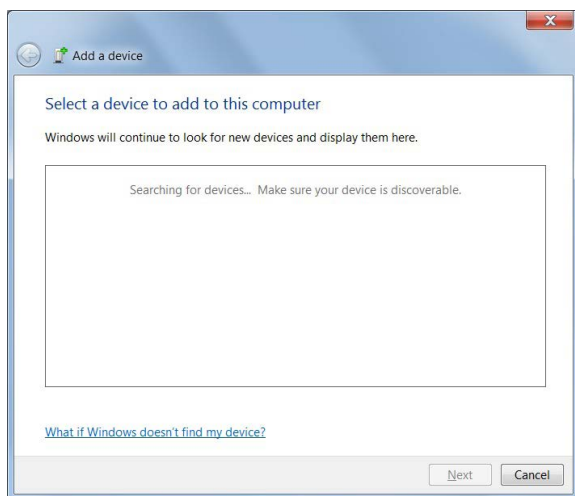 Add a device
Select a device to add to this computer
Windows will continue to look for new devices and display them here.
Searching for devices... Make sure your device is discoverable.
What if Windows doesn't find my device?
Next Cancel